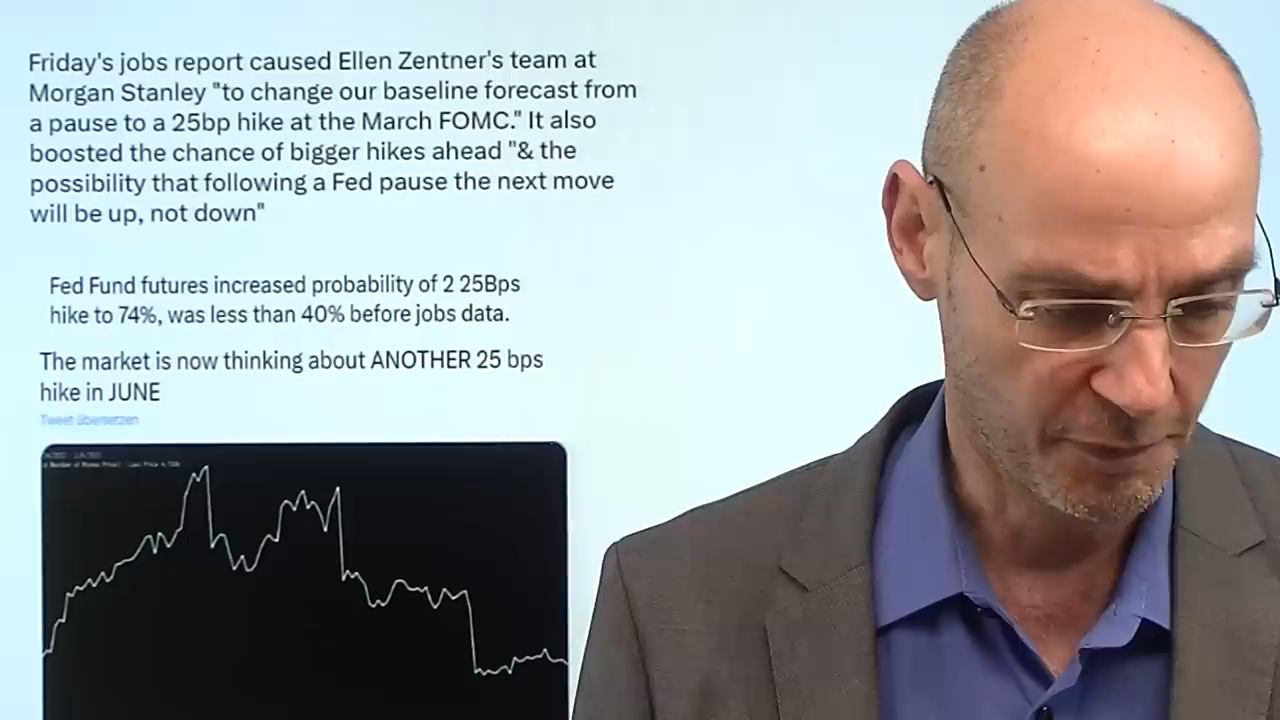 Friday's jobs report caused Ellen Zentner's team at
Morgan Stanley "to change our baseline forecast from
a pause to a 25bp hike at the March FOMC." It also
boosted the chance of bigger hikes ahead "& the
possibility that following a Fed pause the next move
will be up, not down"
Fed Fund futures increased probability of 2 25Bps
hike to 74%, was less than 40% before jobs data.
The market is now thinking about ANOTHER 25 bps
hike in JUNE
Tweet übersetzen